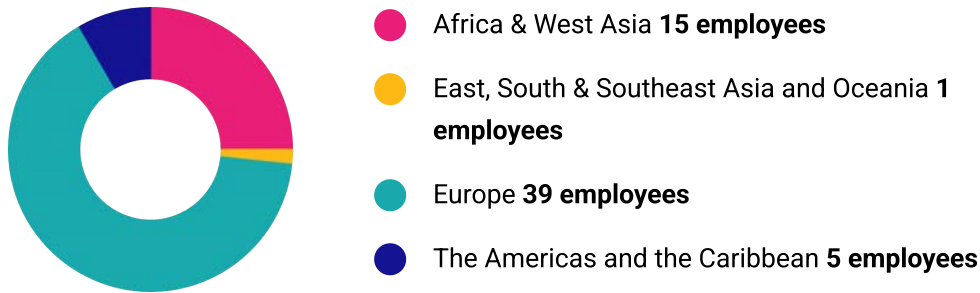 Africa & West Asia 15 employees
East, South & Southeast Asia and Oceania 1
employees
Europe 39 employees
The Americas and the Caribbean 5 employees